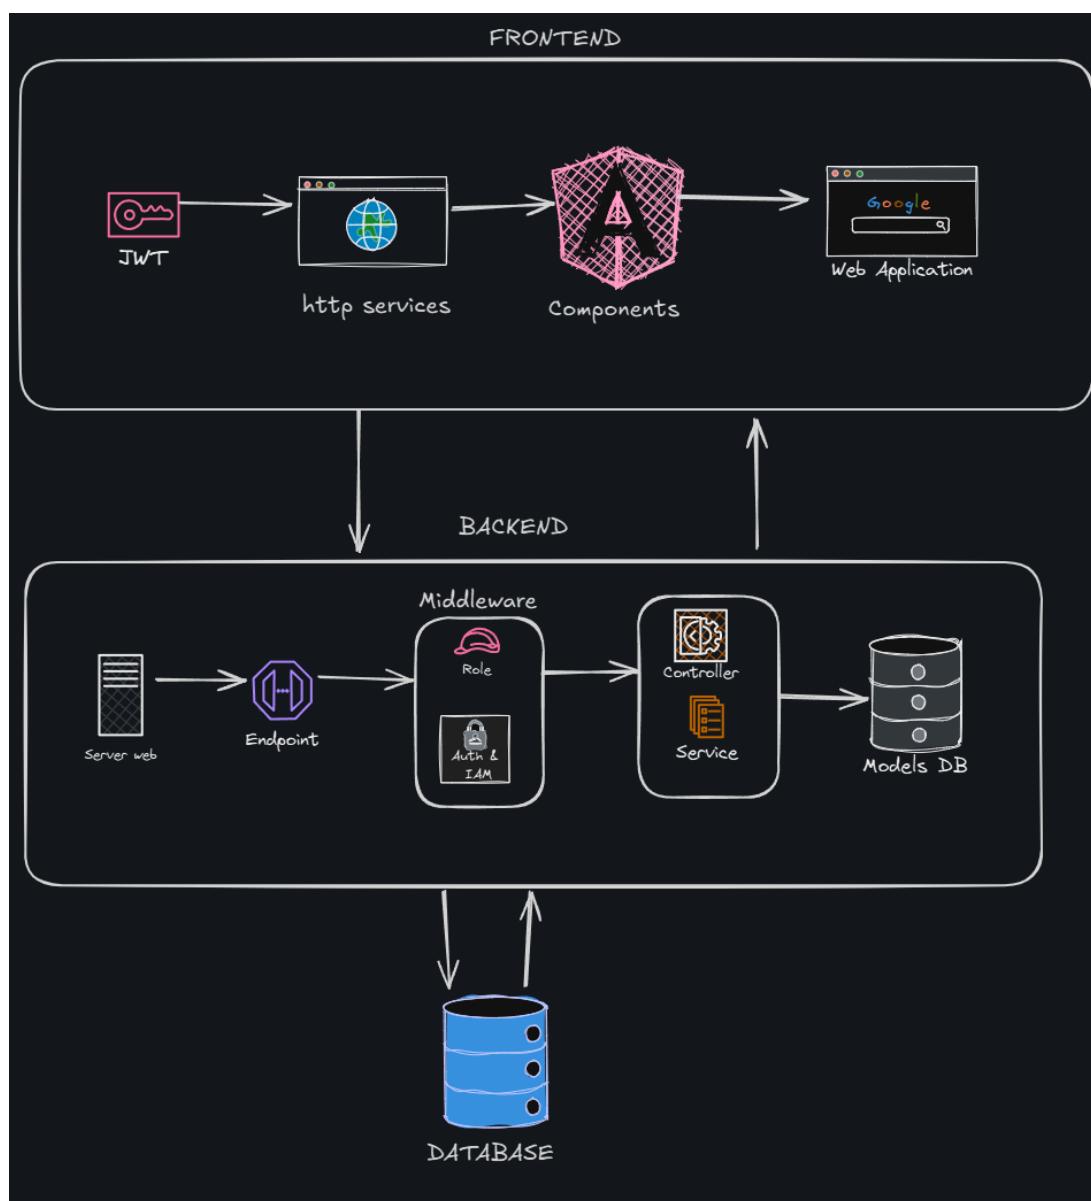 FRONTEND
JWT
http services
Components
Google
Web Application
BACKEND
Middleware
Role
Auth &
IAM
Controller
Service
Server web
Endpoint
Models DB
DATABASE